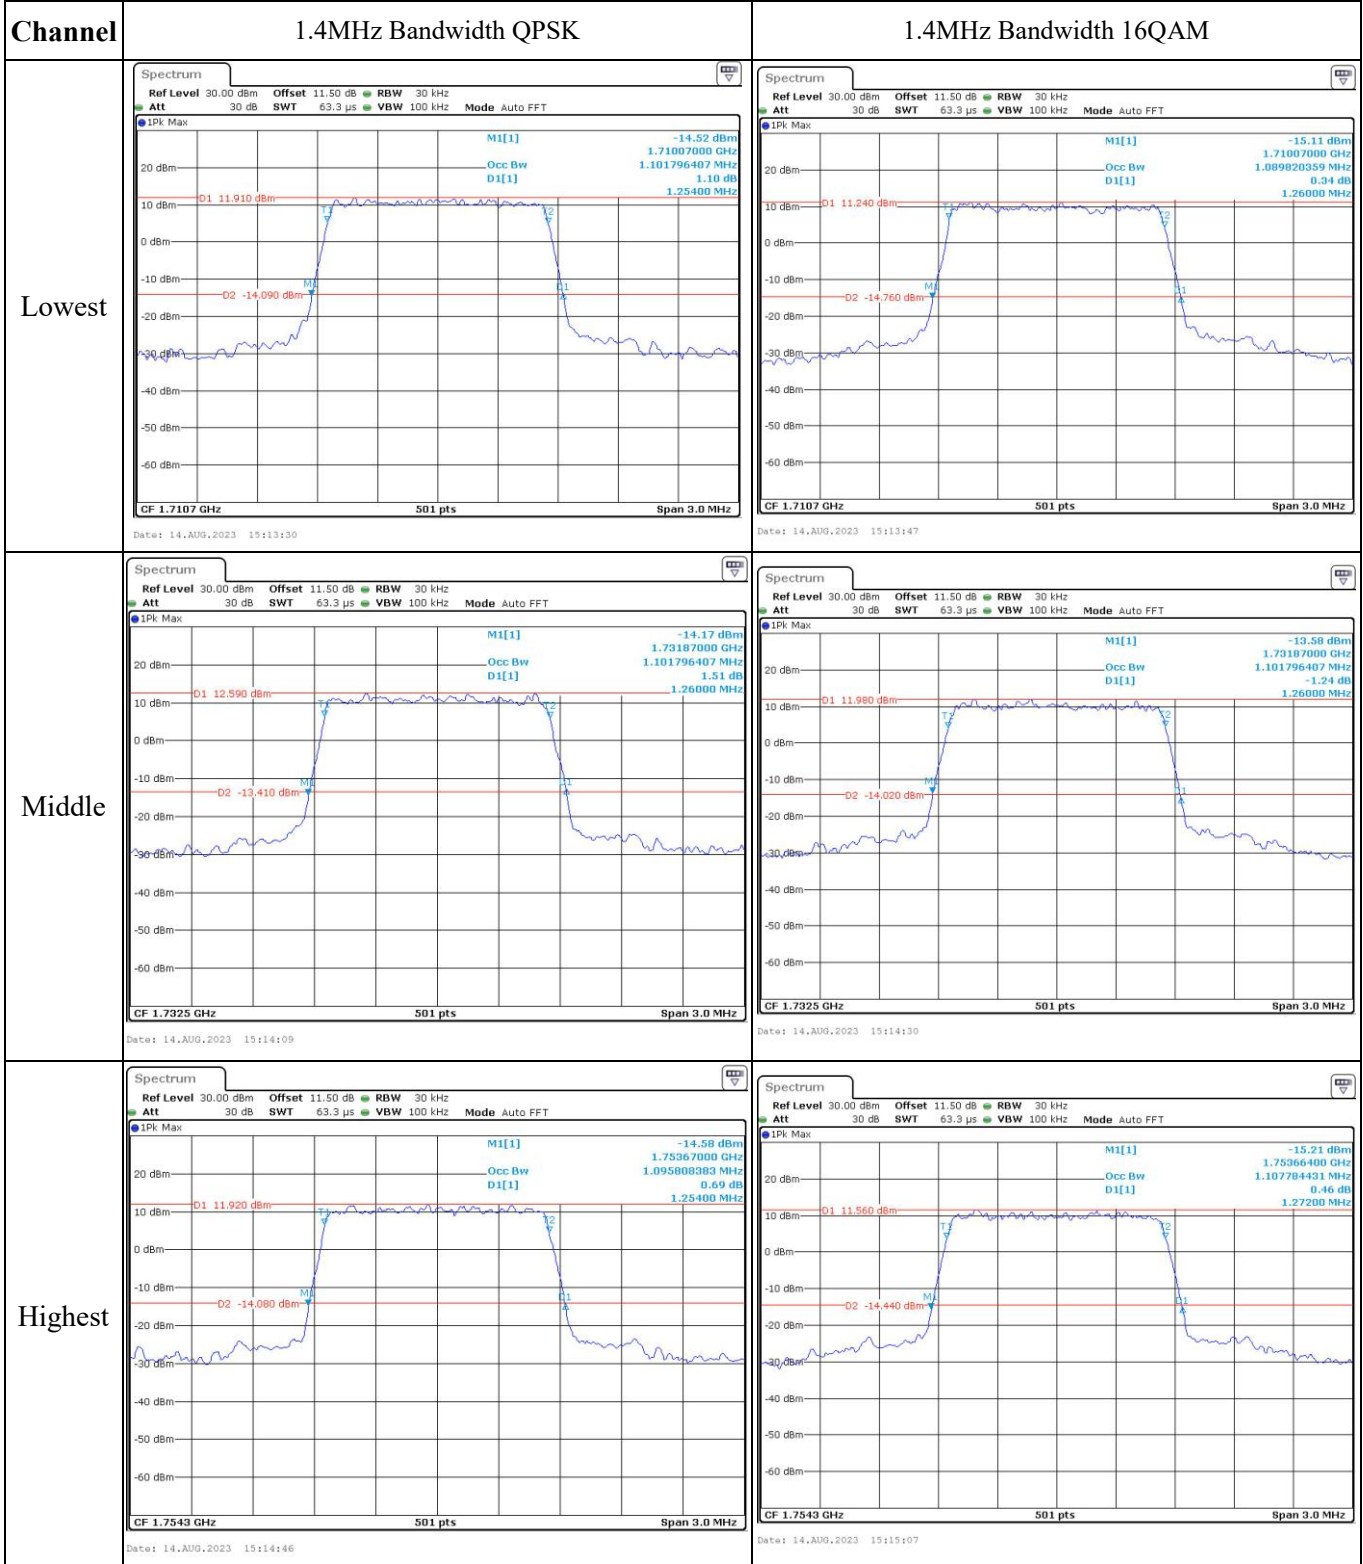 Channel
1.4MHz Bandwidth QPSK
1.4MHz Bandwidth 16QAM
Lowest
Spectrum
Ref Level 30.00 dBm Offset 11.50 dB RBW 30 kHz
Att 30 dB SWT 63.3 µs VBW 100 kHz Mode Auto FFT
1Pk Max
M1[1] -14.52 dBm
1.71007000 GHz
Occ Bw 1.101796407 MHz
D1[1] 1.10 dB
1.25400 MHz
20 dBm
D1 11.910 dBm
10 dBm
T1
T2
0 dBm
-10 dBm
M1
D1
D2 -14.090 dBm
-20 dBm
-30 dBm
-40 dBm
-50 dBm
-60 dBm
CF 1.7107 GHz 501 pts Span 3.0 MHz
Date: 14.AUG.2023 15:13:30
Spectrum
Ref Level 30.00 dBm Offset 11.50 dB RBW 30 kHz
Att 30 dB SWT 63.3 µs VBW 100 kHz Mode Auto FFT
1Pk Max
M1[1] -15.11 dBm
1.71007000 GHz
Occ Bw 1.089820359 MHz
D1[1] 0.34 dB
1.26000 MHz
20 dBm
D1 11.240 dBm
10 dBm
T1
T2
0 dBm
-10 dBm
M1
D1
D2 -14.760 dBm
-20 dBm
-30 dBm
-40 dBm
-50 dBm
-60 dBm
CF 1.7107 GHz 501 pts Span 3.0 MHz
Date: 14.AUG.2023 15:13:47
Middle
Spectrum
Ref Level 30.00 dBm Offset 11.50 dB RBW 30 kHz
Att 30 dB SWT 63.3 µs VBW 100 kHz Mode Auto FFT
1Pk Max
M1[1] -14.17 dBm
1.73187000 GHz
Occ Bw 1.101796407 MHz
D1[1] 1.51 dB
1.26000 MHz
20 dBm
D1 12.590 dBm
10 dBm
T1
T2
0 dBm
-10 dBm
M1
D1
D2 -13.410 dBm
-20 dBm
-30 dBm
-40 dBm
-50 dBm
-60 dBm
CF 1.7325 GHz 501 pts Span 3.0 MHz
Date: 14.AUG.2023 15:14:09
Spectrum
Ref Level 30.00 dBm Offset 11.50 dB RBW 30 kHz
Att 30 dB SWT 63.3 µs VBW 100 kHz Mode Auto FFT
1Pk Max
M1[1] -13.58 dBm
1.73187000 GHz
Occ Bw 1.101796407 MHz
D1[1] -1.24 dB
1.26000 MHz
20 dBm
D1 11.980 dBm
10 dBm
T1
T2
0 dBm
-10 dBm
M1
D1
D2 -14.020 dBm
-20 dBm
-30 dBm
-40 dBm
-50 dBm
-60 dBm
CF 1.7325 GHz 501 pts Span 3.0 MHz
Date: 14.AUG.2023 15:14:30
Highest
Spectrum
Ref Level 30.00 dBm Offset 11.50 dB RBW 30 kHz
Att 30 dB SWT 63.3 µs VBW 100 kHz Mode Auto FFT
1Pk Max
M1[1] -14.58 dBm
1.75367000 GHz
Occ Bw 1.095808383 MHz
D1[1] 0.69 dB
1.25400 MHz
20 dBm
D1 11.920 dBm
10 dBm
T1
T2
0 dBm
-10 dBm
M1
D1
D2 -14.080 dBm
-20 dBm
-30 dBm
-40 dBm
-50 dBm
-60 dBm
CF 1.7543 GHz 501 pts Span 3.0 MHz
Date: 14.AUG.2023 15:14:46
Spectrum
Ref Level 30.00 dBm Offset 11.50 dB RBW 30 kHz
Att 30 dB SWT 63.3 µs VBW 100 kHz Mode Auto FFT
1Pk Max
M1[1] -15.21 dBm
1.75366400 GHz
Occ Bw 1.107784431 MHz
D1[1] 0.46 dB
1.27200 MHz
20 dBm
D1 11.560 dBm
10 dBm
T1
T2
0 dBm
-10 dBm
M1
D1
D2 -14.440 dBm
-20 dBm
-30 dBm
-40 dBm
-50 dBm
-60 dBm
CF 1.7543 GHz 501 pts Span 3.0 MHz
Date: 14.AUG.2023 15:15:07